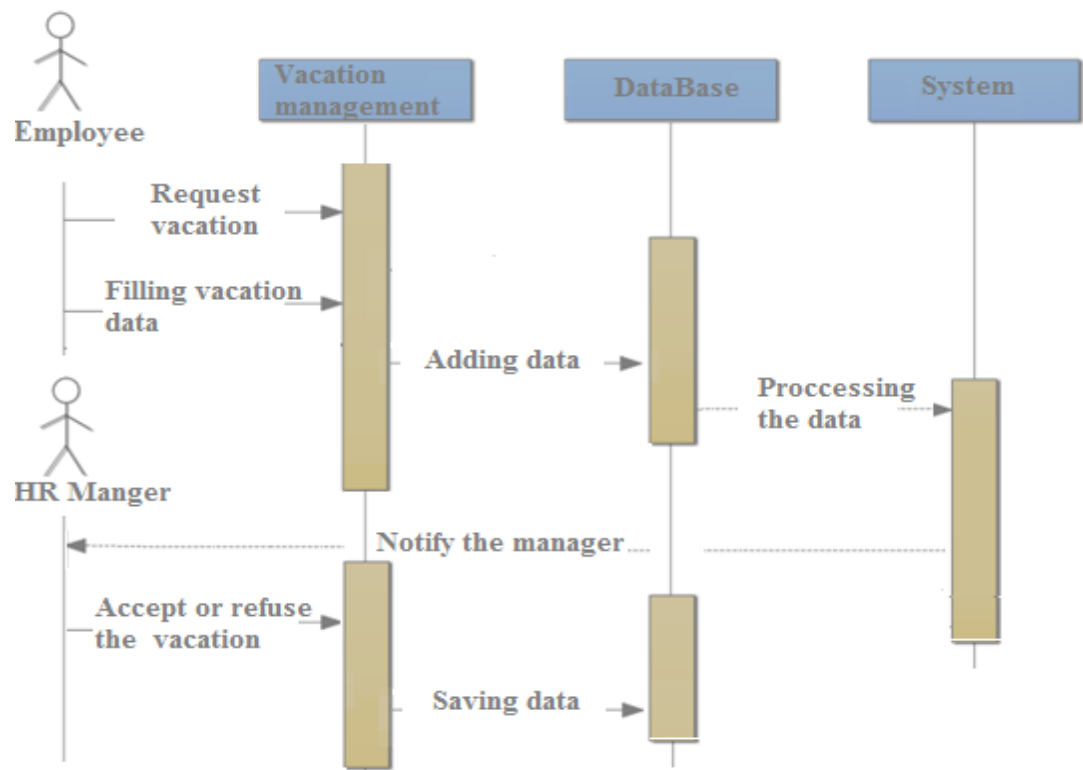 Vacation
management
DataBase
System
Employee
Request
vacation
Filling vacation
data
Adding data
Proccessing
the data
HR Manger
Notify the manager
Accept or refuse
the vacation
Saving data